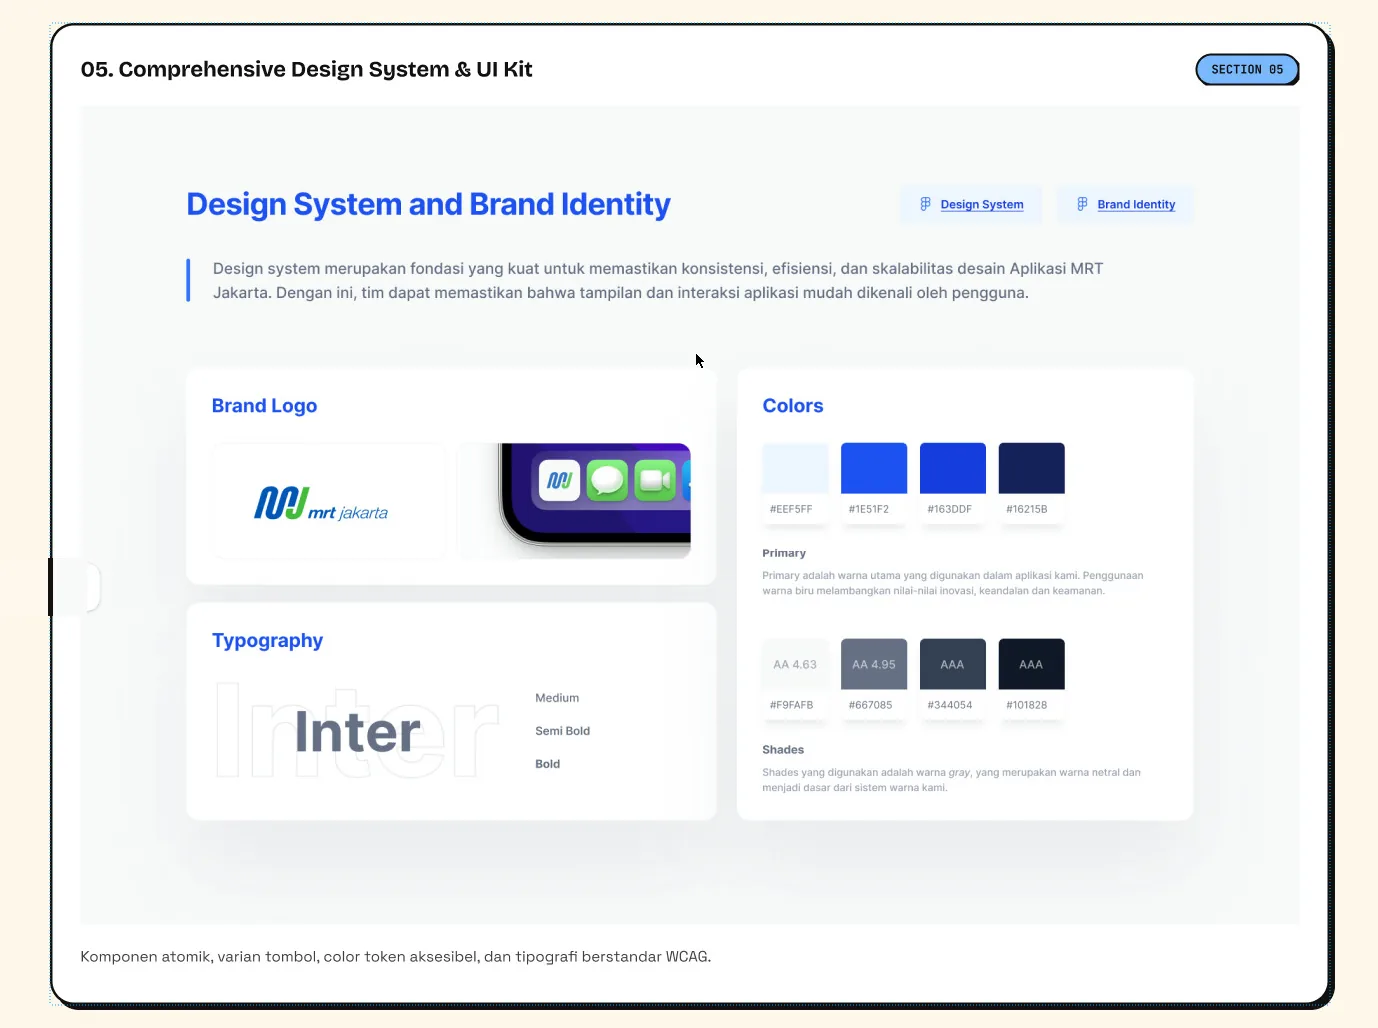 05. Comprehensive Design System & UI Kit
SECTION 05
Design System and Brand Identity
Design System
Brand Identity
Design system merupakan fondasi yang kuat untuk memastikan konsistensi, efisiensi, dan skalabilitas desain Aplikasi MRT
Jakarta. Dengan ini, tim dapat memastikan bahwa tampilan dan interaksi aplikasi mudah dikenali oleh pengguna.
Brand Logo
mrt jakarta
Typography
Inter
Inter
Medium
Semi Bold
Bold
Colors
#EEF5FF
#1E51F2
#163DDF
#16215B
Primary
Primary adalah warna utama yang digunakan dalam aplikasi kami. Penggunaan
warna biru melambangkan nilai-nilai inovasi, keandalan dan keamanan.
AA 4.63
AA 4.95
AAA
AAA
#F9FAFB
#667085
#344054
#101828
Shades
Shades yang digunakan adalah warna gray, yang merupakan warna netral dan
menjadi dasar dari sistem warna kami.
Komponen atomik, varian tombol, color token aksesibel, dan tipografi berstandar WCAG.